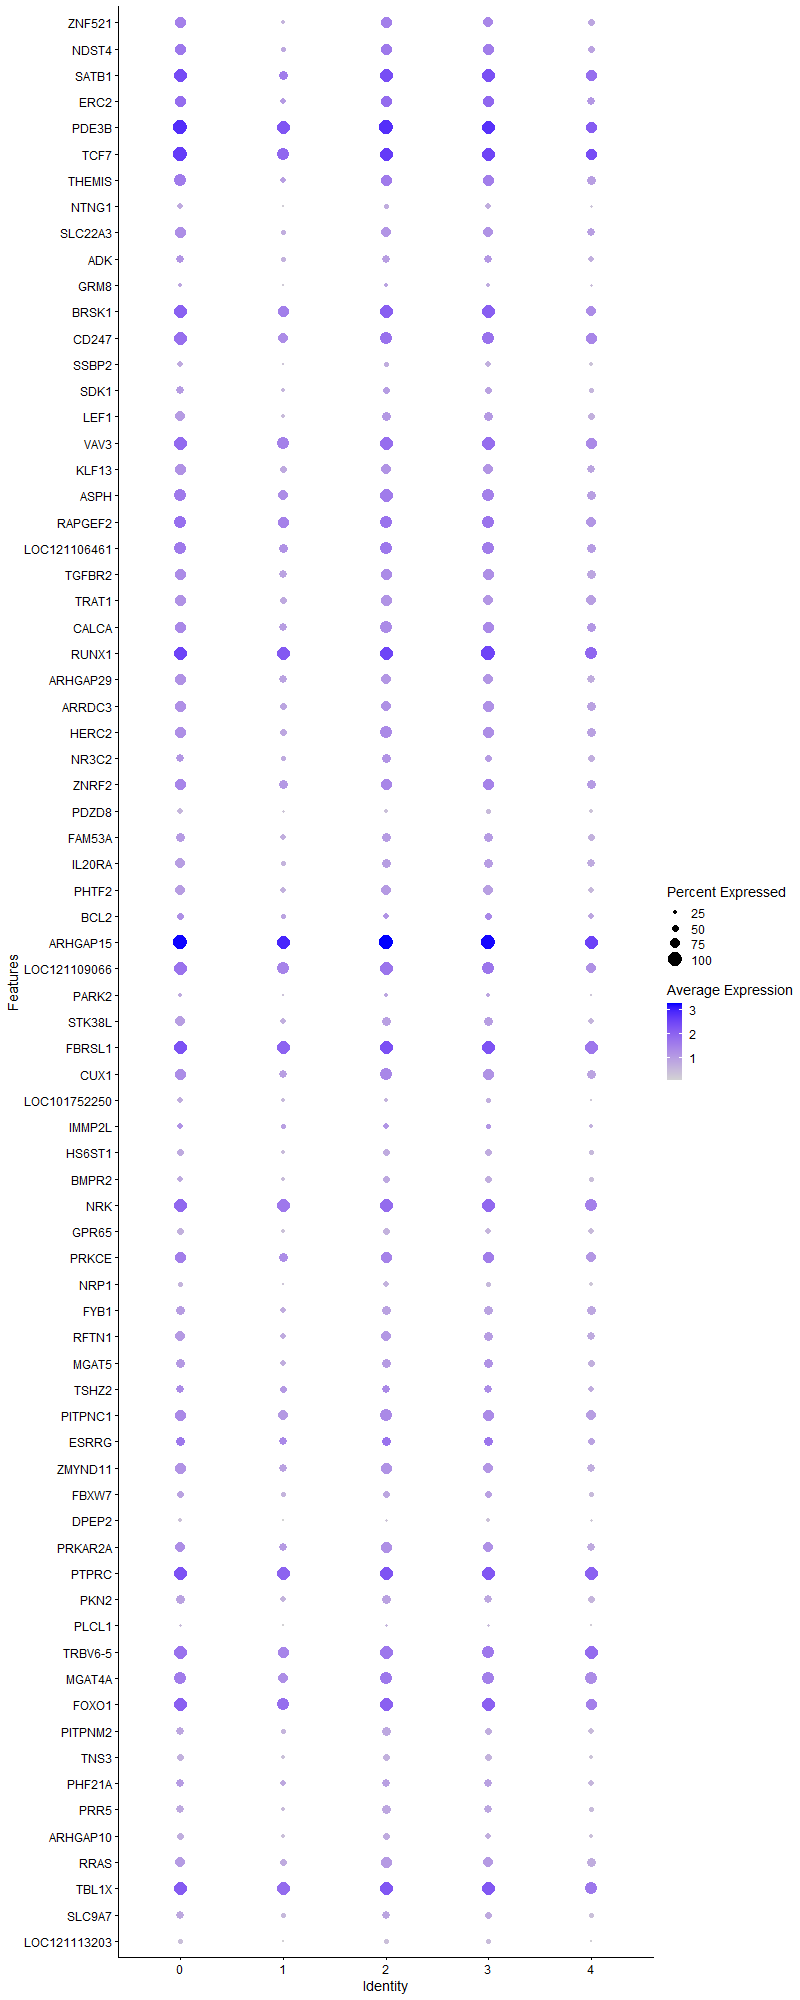 ZNF521
NDST4
SATB1
ERC2
PDE3B
TCF7
THEMIS
NTNG1
SLC22A3
ADK
GRM8
BRSK1
CD247
SSBP2
SDK1
LEF1
VAV3
KLF13
ASPH
RAPGEF2
LOC121106461
TGFBR2
TRAT1
CALCA
RUNX1
ARHGAP29
ARRDC3
HERC2
NR3C2
ZNRF2
PDZD8
FAM53A
IL20RA
PHTF2
BCL2
ARHGAP15
LOC121109066
PARK2
STK38L
FBRSL1
CUX1
LOC101752250
IMMP2L
HS6ST1
BMPR2
NRK
GPR65
PRKCE
NRP1
FYB1
RFTN1
MGAT5
TSHZ2
PITPNC1
ESRRG
ZMYND11
FBXW7
DPEP2
PRKAR2A
PTPRC
PKN2
PLCL1
TRBV6-5
MGAT4A
FOXO1
PITPNM2
TNS3
PHF21A
PRR5
ARHGAP10
RRAS
TBL1X
SLC9A7
LOC121113203
Features
0 1 2 3 4
Identity
Percent Expressed
25
50
75
100
Average Expression
3
2
1